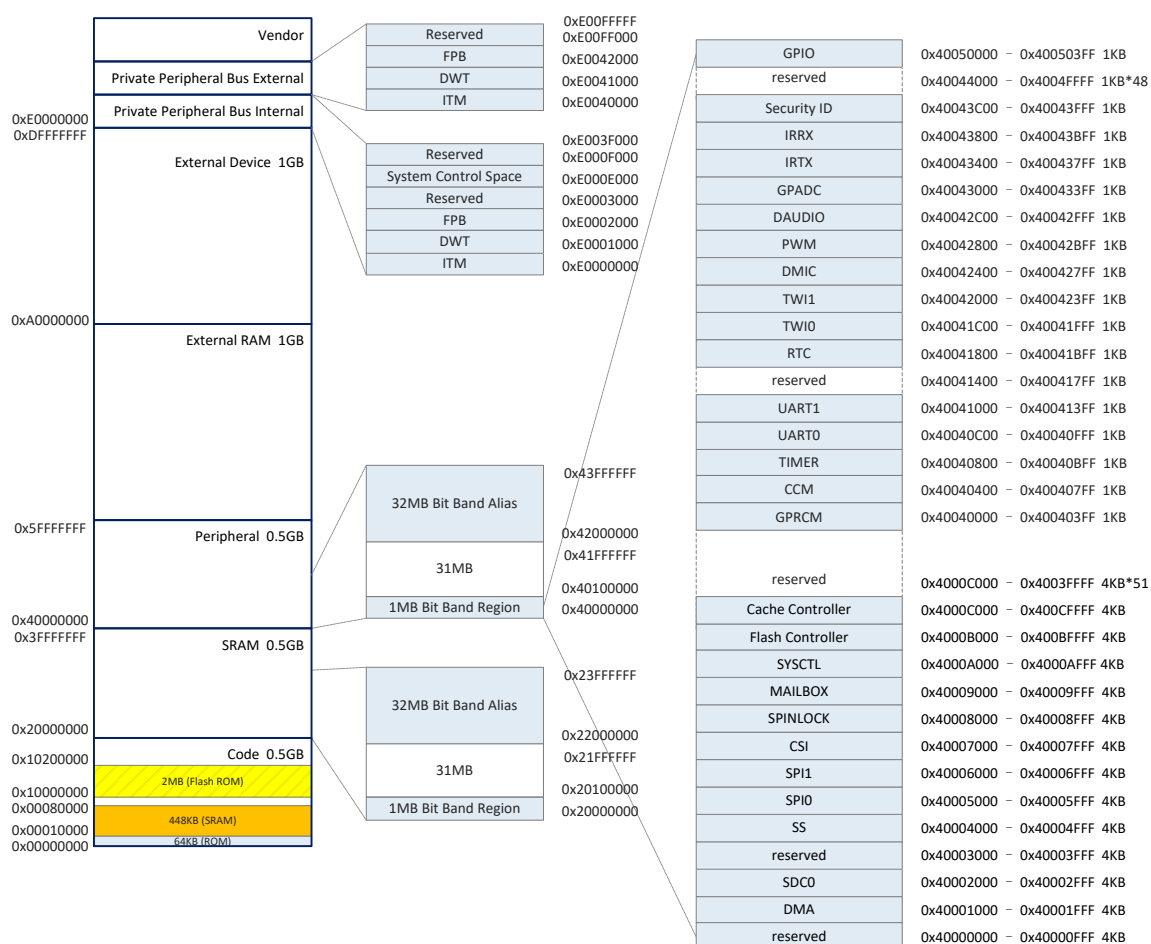 Vendor
Private Peripheral Bus External
Private Peripheral Bus Internal
0xE0000000
0xDFFFFFFF
External Device 1GB
0xA0000000
External RAM 1GB
0x5FFFFFFF
Peripheral 0.5GB
0x40000000
0x3FFFFFFF
SRAM 0.5GB
0x20000000
Code 0.5GB
0x10200000
2MB (Flash ROM)
0x10000000
0x00080000
448KB (SRAM)
0x00010000
64KB (ROM)
0x00000000
0xE00FFFFF
Reserved
0xE00FF000
FPB
0xE0042000
DWT
0xE0041000
ITM
0xE0040000
0xE003F000
Reserved
0xE000F000
System Control Space
0xE000E000
Reserved
0xE0003000
FPB
0xE0002000
DWT
0xE0001000
ITM
0xE0000000
0x43FFFFFF
32MB Bit Band Alias
0x42000000
0x41FFFFFF
31MB
0x40100000
1MB Bit Band Region
0x40000000
0x23FFFFFF
32MB Bit Band Alias
0x22000000
0x21FFFFFF
31MB
0x20100000
1MB Bit Band Region
0x20000000
GPIO 0x40050000 – 0x400503FF 1KB
reserved 0x40044000 – 0x4004FFFF 1KB*48
Security ID 0x40043C00 – 0x40043FFF 1KB
IRRX 0x40043800 – 0x40043BFF 1KB
IRTX 0x40043400 – 0x400437FF 1KB
GPADC 0x40043000 – 0x400433FF 1KB
DAUDIO 0x40042C00 – 0x40042FFF 1KB
PWM 0x40042800 – 0x40042BFF 1KB
DMIC 0x40042400 – 0x400427FF 1KB
TWI1 0x40042000 – 0x400423FF 1KB
TWI0 0x40041C00 – 0x40041FFF 1KB
RTC 0x40041800 – 0x40041BFF 1KB
reserved 0x40041400 – 0x400417FF 1KB
UART1 0x40041000 – 0x400413FF 1KB
UART0 0x40040C00 – 0x40040FFF 1KB
TIMER 0x40040800 – 0x40040BFF 1KB
CCM 0x40040400 – 0x400407FF 1KB
GPRCM 0x40040000 – 0x400403FF 1KB
reserved 0x4000C000 – 0x4003FFFF 4KB*51
Cache Controller 0x4000C000 – 0x400CFFFF 4KB
Flash Controller 0x4000B000 – 0x400BFFFF 4KB
SYSCTL 0x4000A000 – 0x4000AFFF 4KB
MAILBOX 0x40009000 – 0x40009FFF 4KB
SPINLOCK 0x40008000 – 0x40008FFF 4KB
CSI 0x40007000 – 0x40007FFF 4KB
SPI1 0x40006000 – 0x40006FFF 4KB
SPI0 0x40005000 – 0x40005FFF 4KB
SS 0x40004000 – 0x40004FFF 4KB
reserved 0x40003000 – 0x40003FFF 4KB
SDC0 0x40002000 – 0x40002FFF 4KB
DMA 0x40001000 – 0x40001FFF 4KB
reserved 0x40000000 – 0x40000FFF 4KB